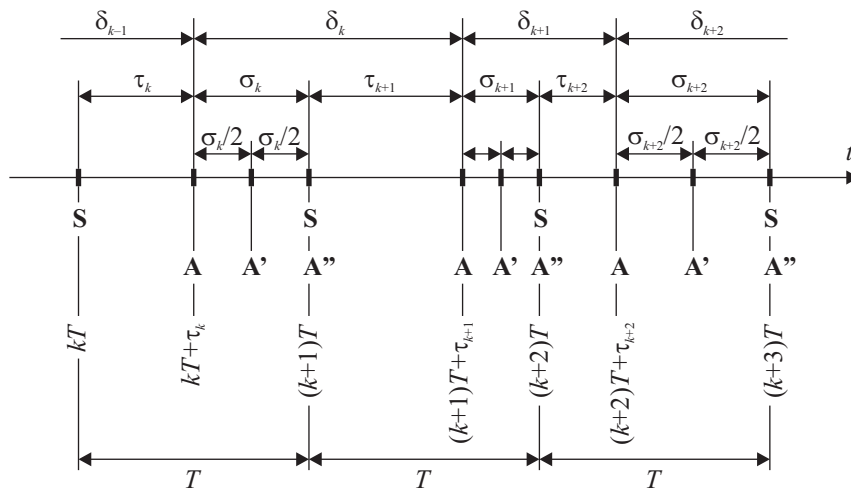 δk–1 δk δk+1 δk+2
τk σk τk+1 σk+1 τk+2 σk+2
σk/2 σk/2 σk+2/2 σk+2/2
t
S S S S
A A’ A’’ A A’ A’’ A A’ A’’
kT kT+τk (k+1)T (k+1)T+τk+1 (k+2)T (k+2)T+τk+2 (k+3)T
T T T